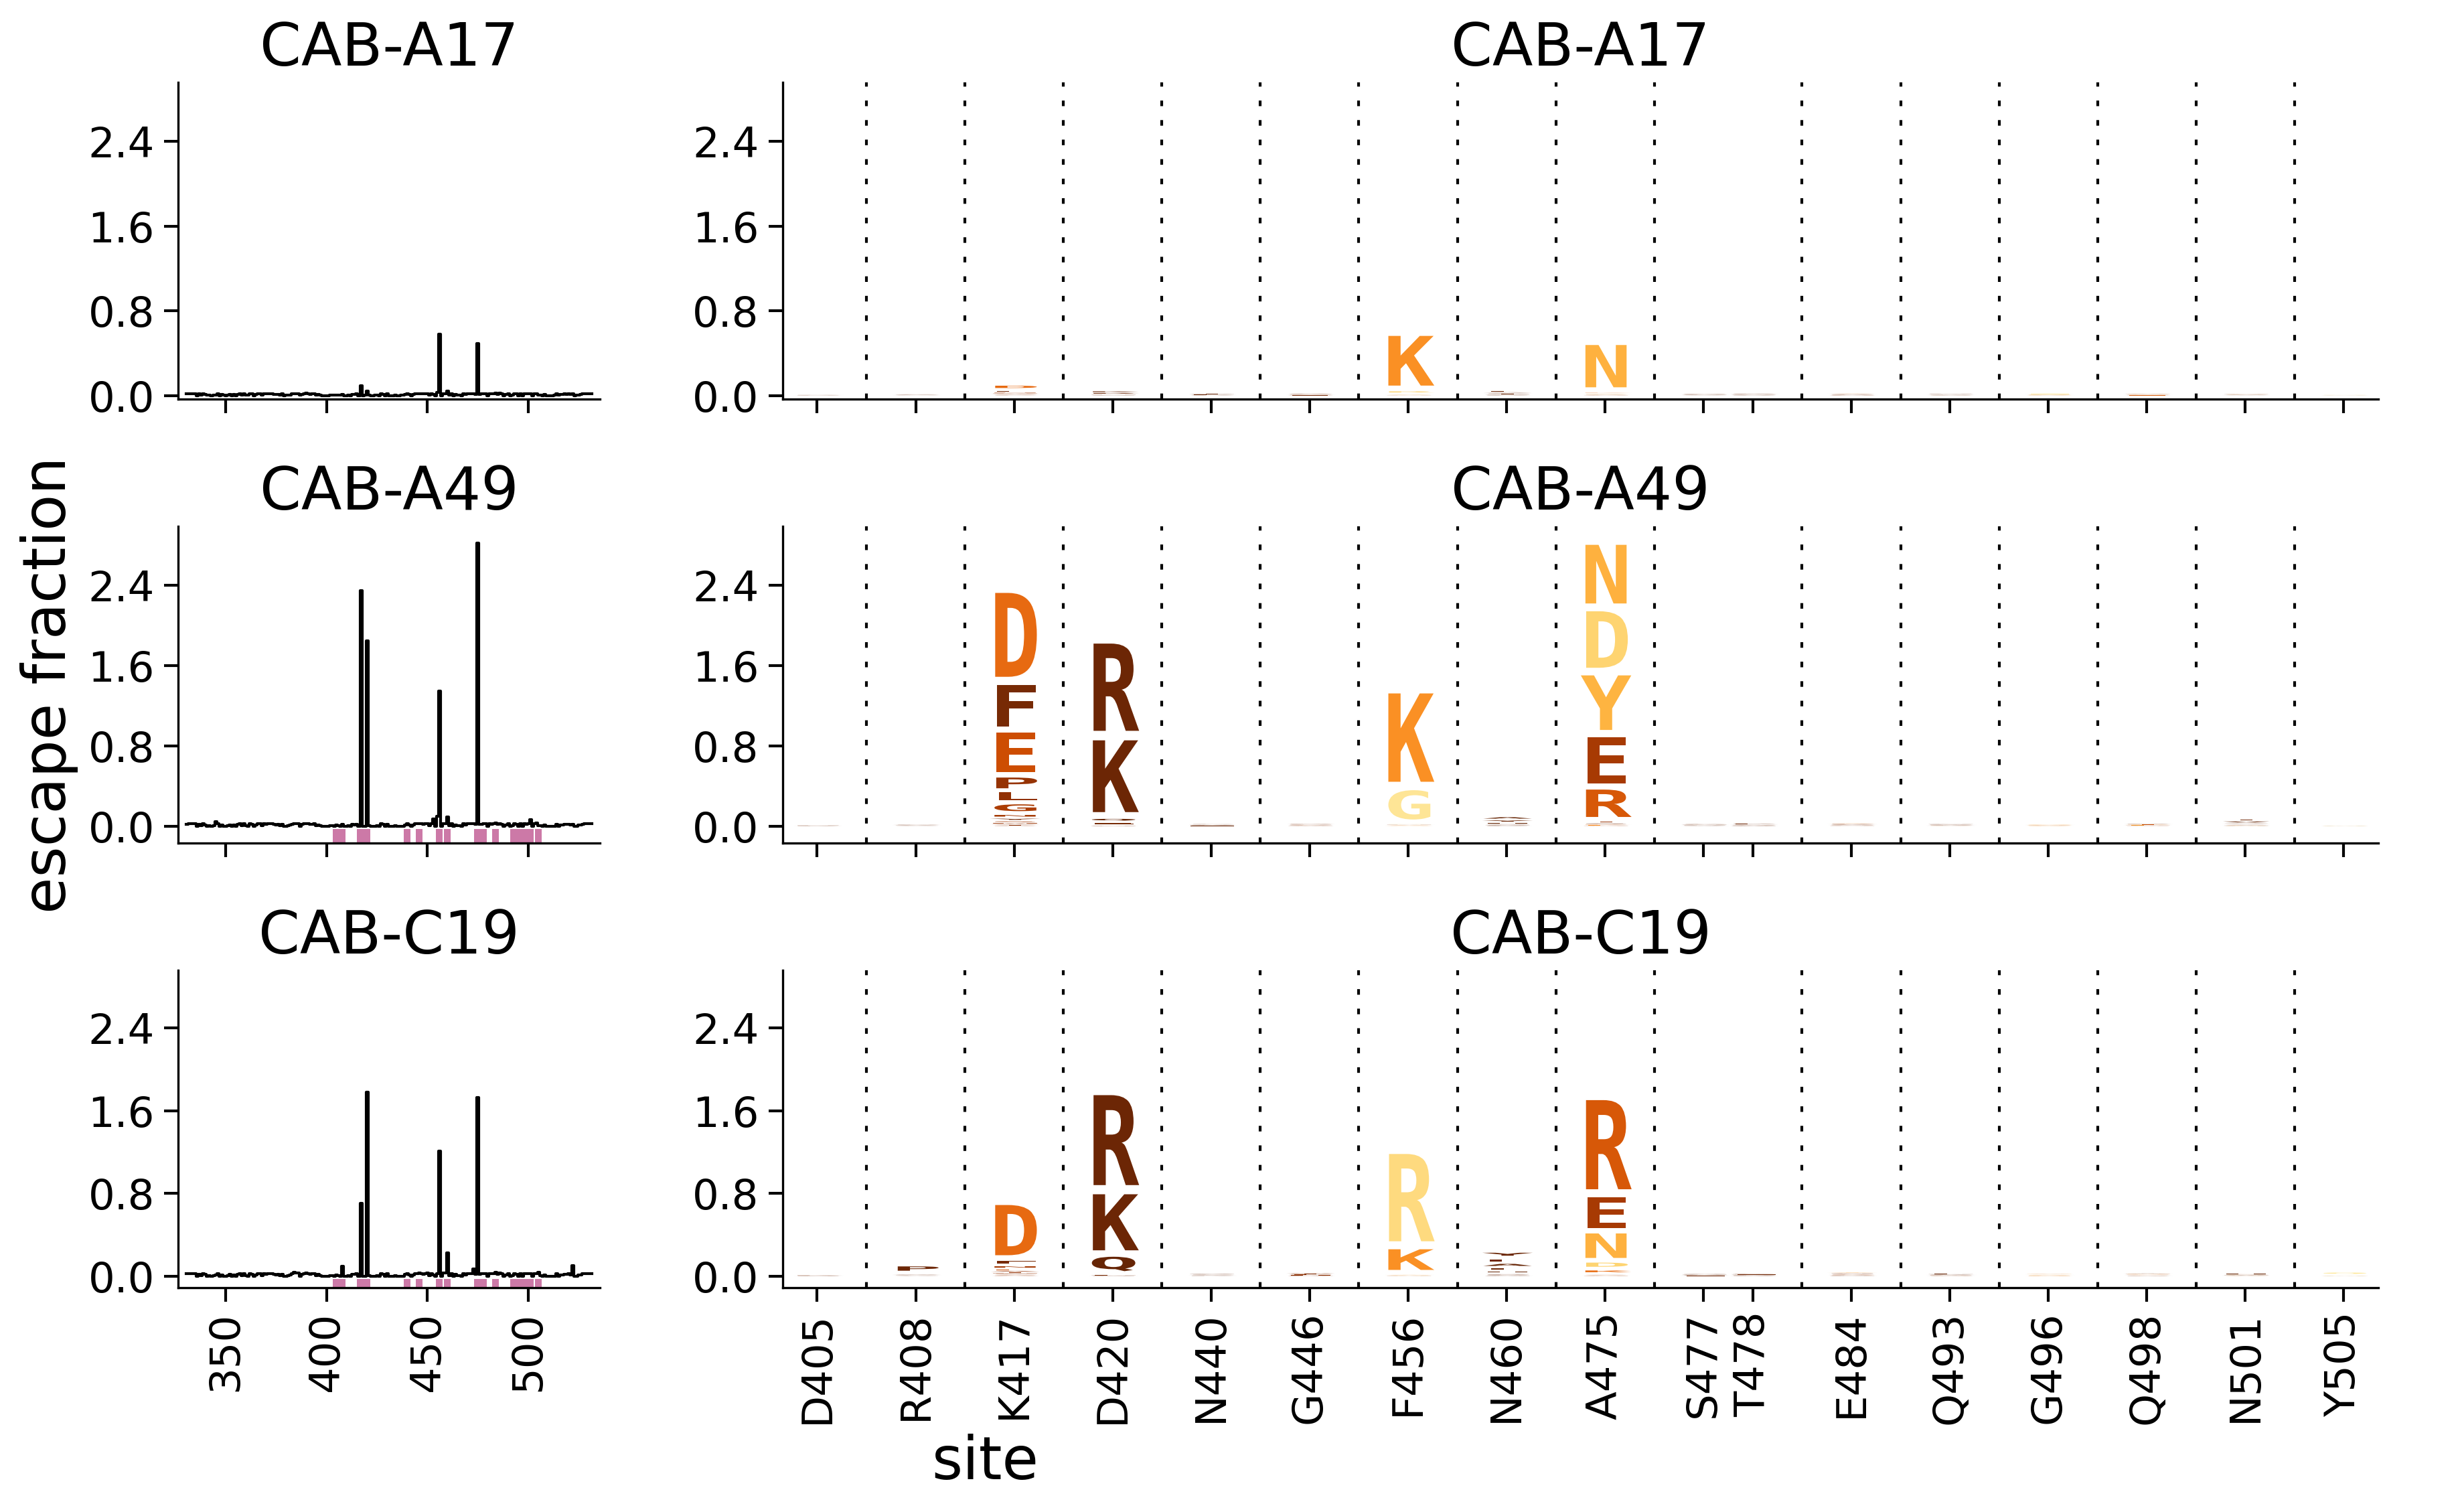 CAB-A17 CAB-A17
2.4 2.4
1.6 1.6
0.8 0.8
K N
0.0 0.0
escape fraction
CAB-A49 CAB-A49
2.4 2.4
1.6 1.6
0.8 0.8
0.0 0.0
D F E
R K
K G
N D Y E R
CAB-C19 CAB-C19
2.4 2.4
1.6 1.6
0.8 0.8
0.0 0.0
D
R K Q
R K
R E N
350 400 450 500
D405 R408 K417 D420 N440 G446 F456 N460 A475 S477 T478 E484 Q493 G496 Q498 N501 Y505
site